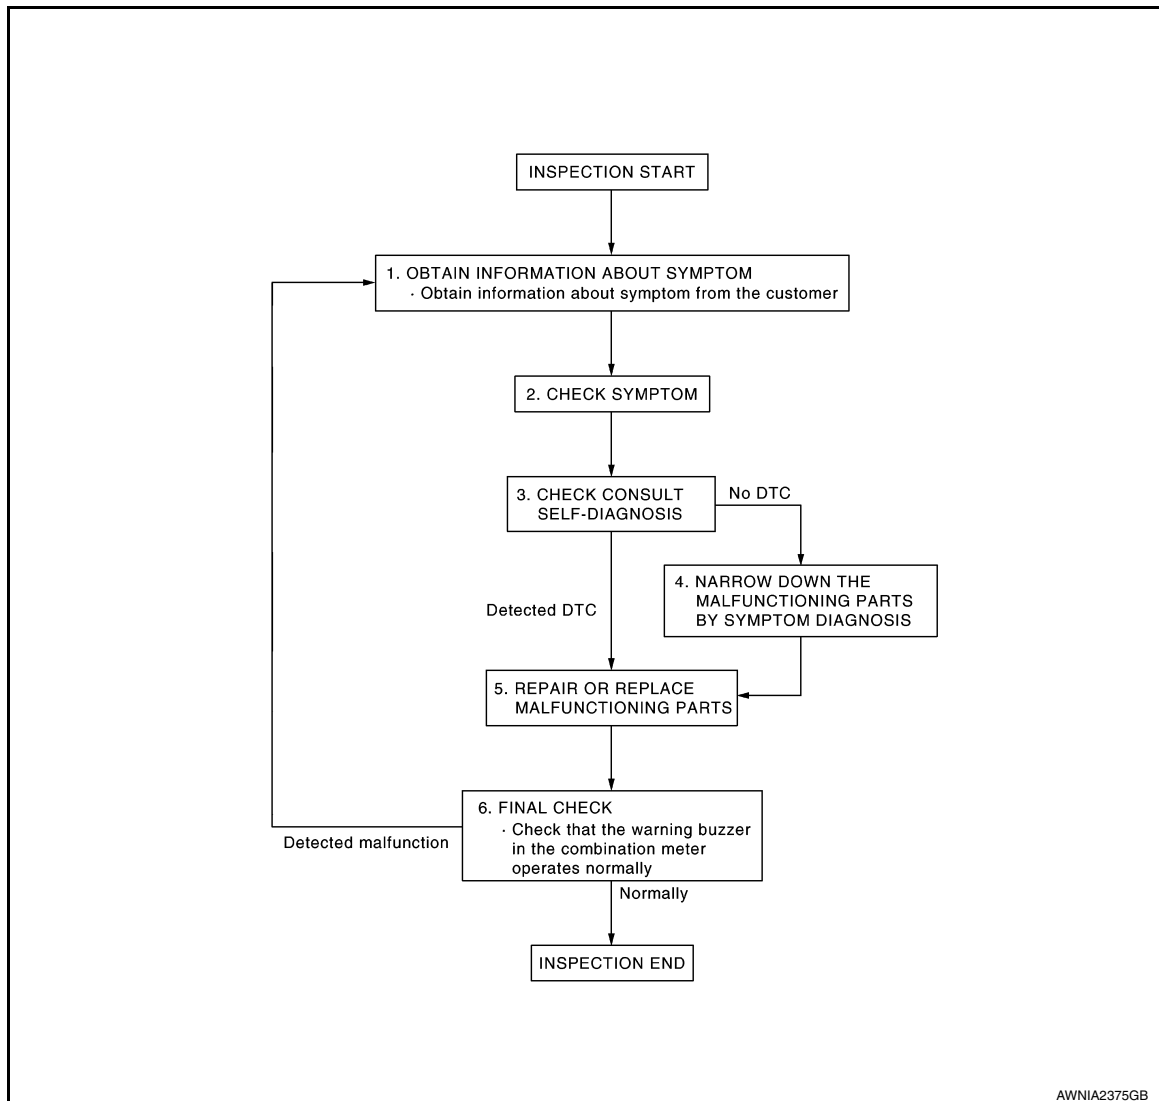 INSPECTION START
1. OBTAIN INFORMATION ABOUT SYMPTOM
· Obtain information about symptom from the customer
2. CHECK SYMPTOM
3. CHECK CONSULT
SELF-DIAGNOSIS
No DTC
4. NARROW DOWN THE
MALFUNCTIONING PARTS
BY SYMPTOM DIAGNOSIS
Detected DTC
5. REPAIR OR REPLACE
MALFUNCTIONING PARTS
6. FINAL CHECK
· Check that the warning buzzer
in the combination meter
operates normally
Detected malfunction
Normally
INSPECTION END
AWNIA2375GB